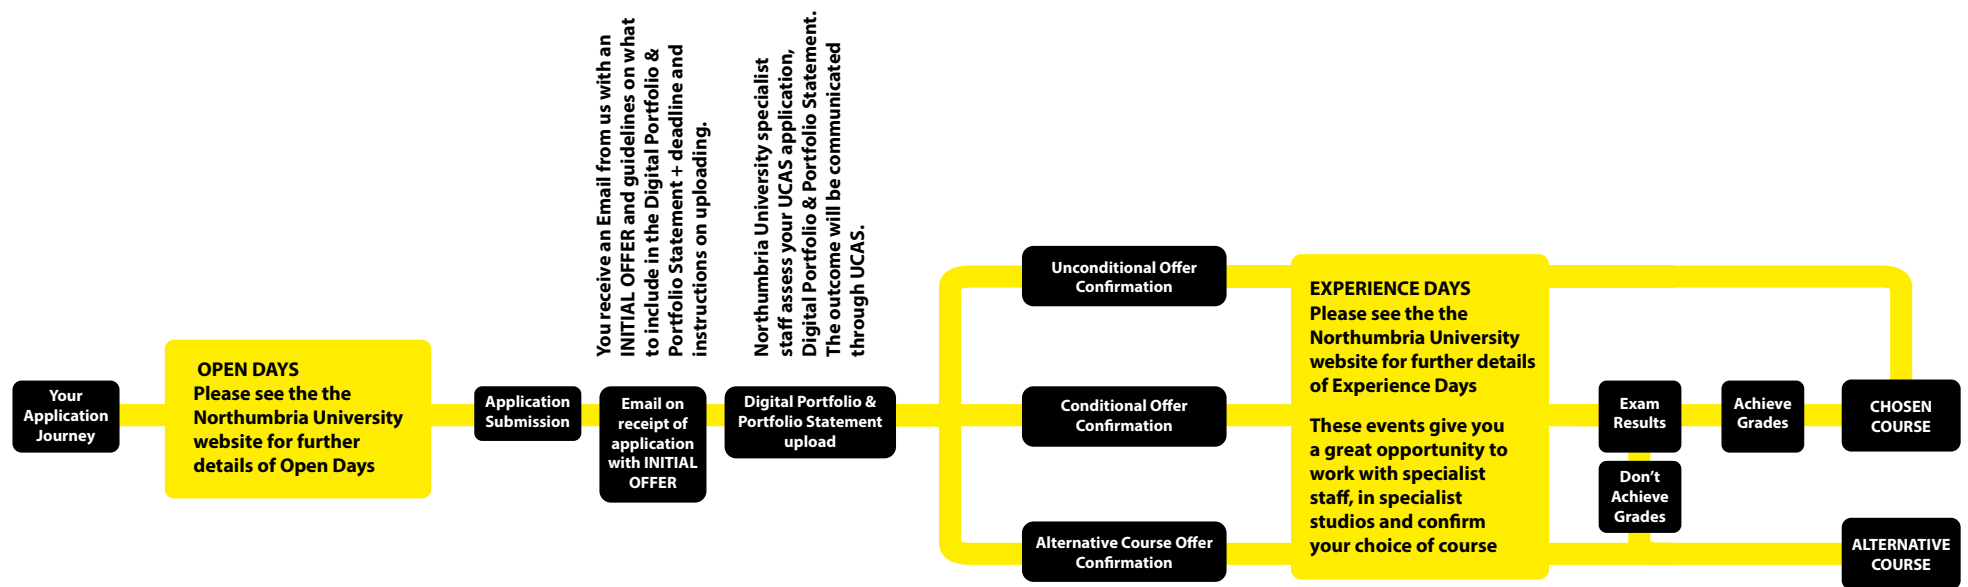 Your
Application
Journey
OPEN DAYS
Please see the the
Northumbria University
website for further
details of Open Days
Application
Submission
You receive an Email from us with an
INITIAL OFFER and guidelines on what
to include in the Digital Portfolio &
Portfolio Statement + deadline and
instructions on uploading.
Email on
receipt of
application
with INITIAL
OFFER
Northumbria University specialist
staff assess your UCAS application,
Digital Portfolio & Portfolio Statement.
The outcome will be communicated
through UCAS.
Digital Portfolio &
Portfolio Statement
upload
Unconditional Offer
Confirmation
Conditional Offer
Confirmation
Alternative Course Offer
Confirmation
EXPERIENCE DAYS
Please see the the
Northumbria University
website for further details
of Experience Days
These events give you
a great opportunity to
work with specialist
staff, in specialist
studios and confirm
your choice of course
Exam
Results
Achieve
Grades
CHOSEN
COURSE
Don't
Achieve
Grades
ALTERNATIVE
COURSE